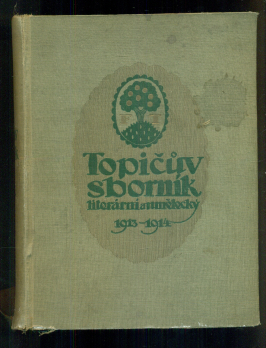 Topičův
sborník
literární a umělecký
1913-1914